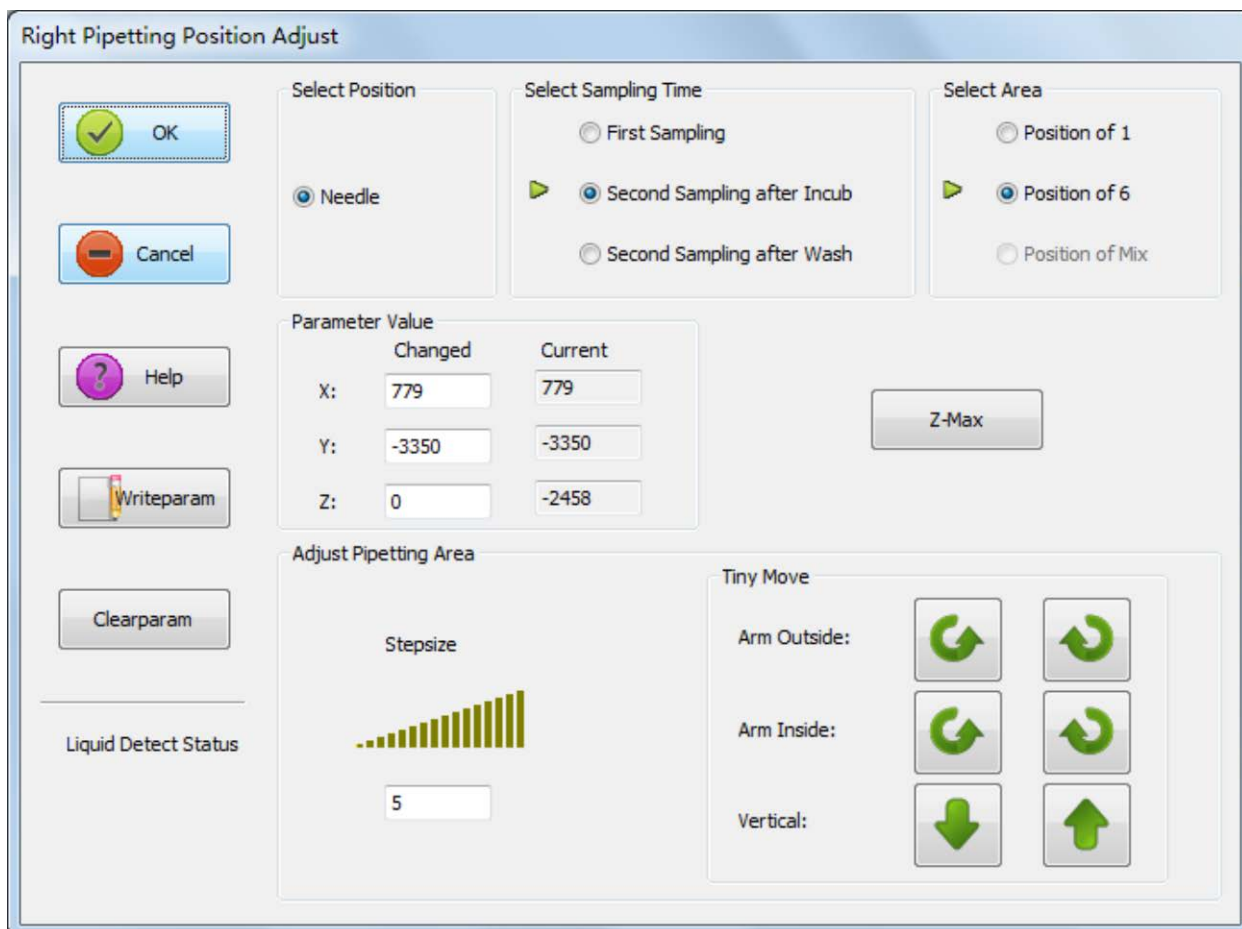 Right Pipetting Position Adjust
OK
Cancel
Help
Writeparam
Clearparam
Liquid Detect Status
Select Position
Needle
Select Sampling Time
First Sampling
Second Sampling after Incub
Second Sampling after Wash
Select Area
Position of 1
Position of 6
Position of Mix
Parameter Value
Changed Current
X: 779 779
Y: -3350 -3350
Z: 0 -2458
Z-Max
Adjust Pipetting Area
Stepsize
5
Tiny Move
Arm Outside:
Arm Inside:
Vertical: